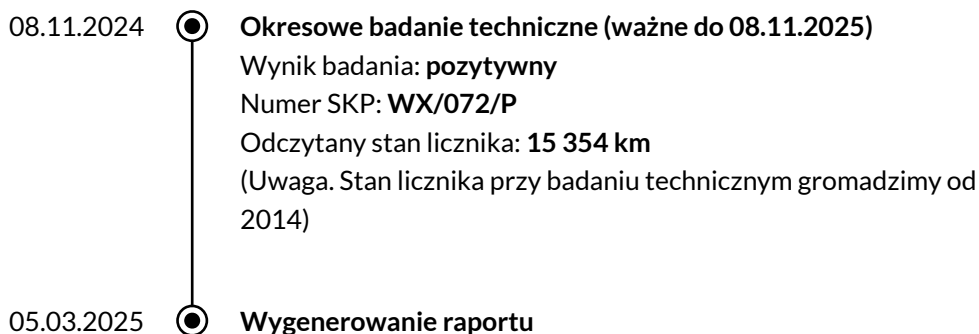 08.11.2024 Okresowe badanie techniczne (ważne do 08.11.2025)
Wynik badania: pozytywny
Numer SKP: WX/072/P
Odczytany stan licznika: 15 354 km
(Uwaga. Stan licznika przy badaniu technicznym gromadzimy od
2014)
05.03.2025 Wygenerowanie raportu